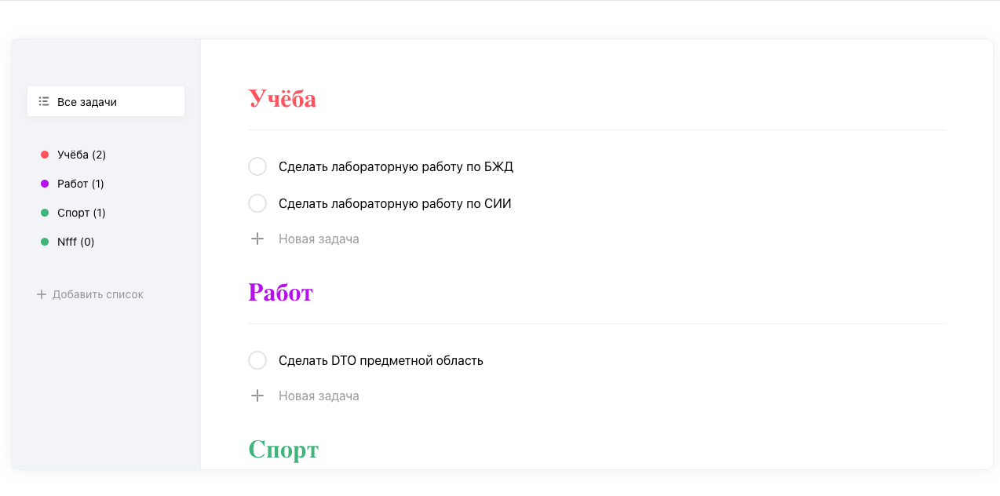 Все задачи
Учёба (2)
Работ (1)
Спорт (1)
Nfff (0)
Добавить список
Учёба
Сделать лабораторную работу по БЖД
Сделать лабораторную работу по СИИ
Новая задача
Работ
Сделать DTO предметной область
Новая задача
Спорт